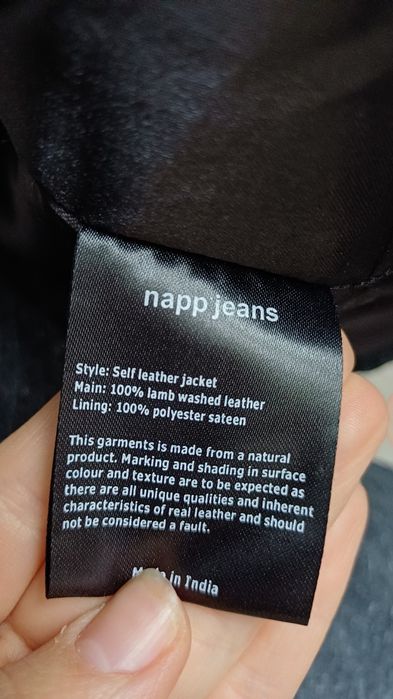 napp jeans
Style: Self leather jacket
Main: 100% lamb washed leather
Lining: 100% polyester sateen
This garments is made from a natural
product. Marking and shading in surface
colour and texture are to be expected as
there are all unique qualities and inherent
characteristics of real leather and should
not be considered a fault.
in India